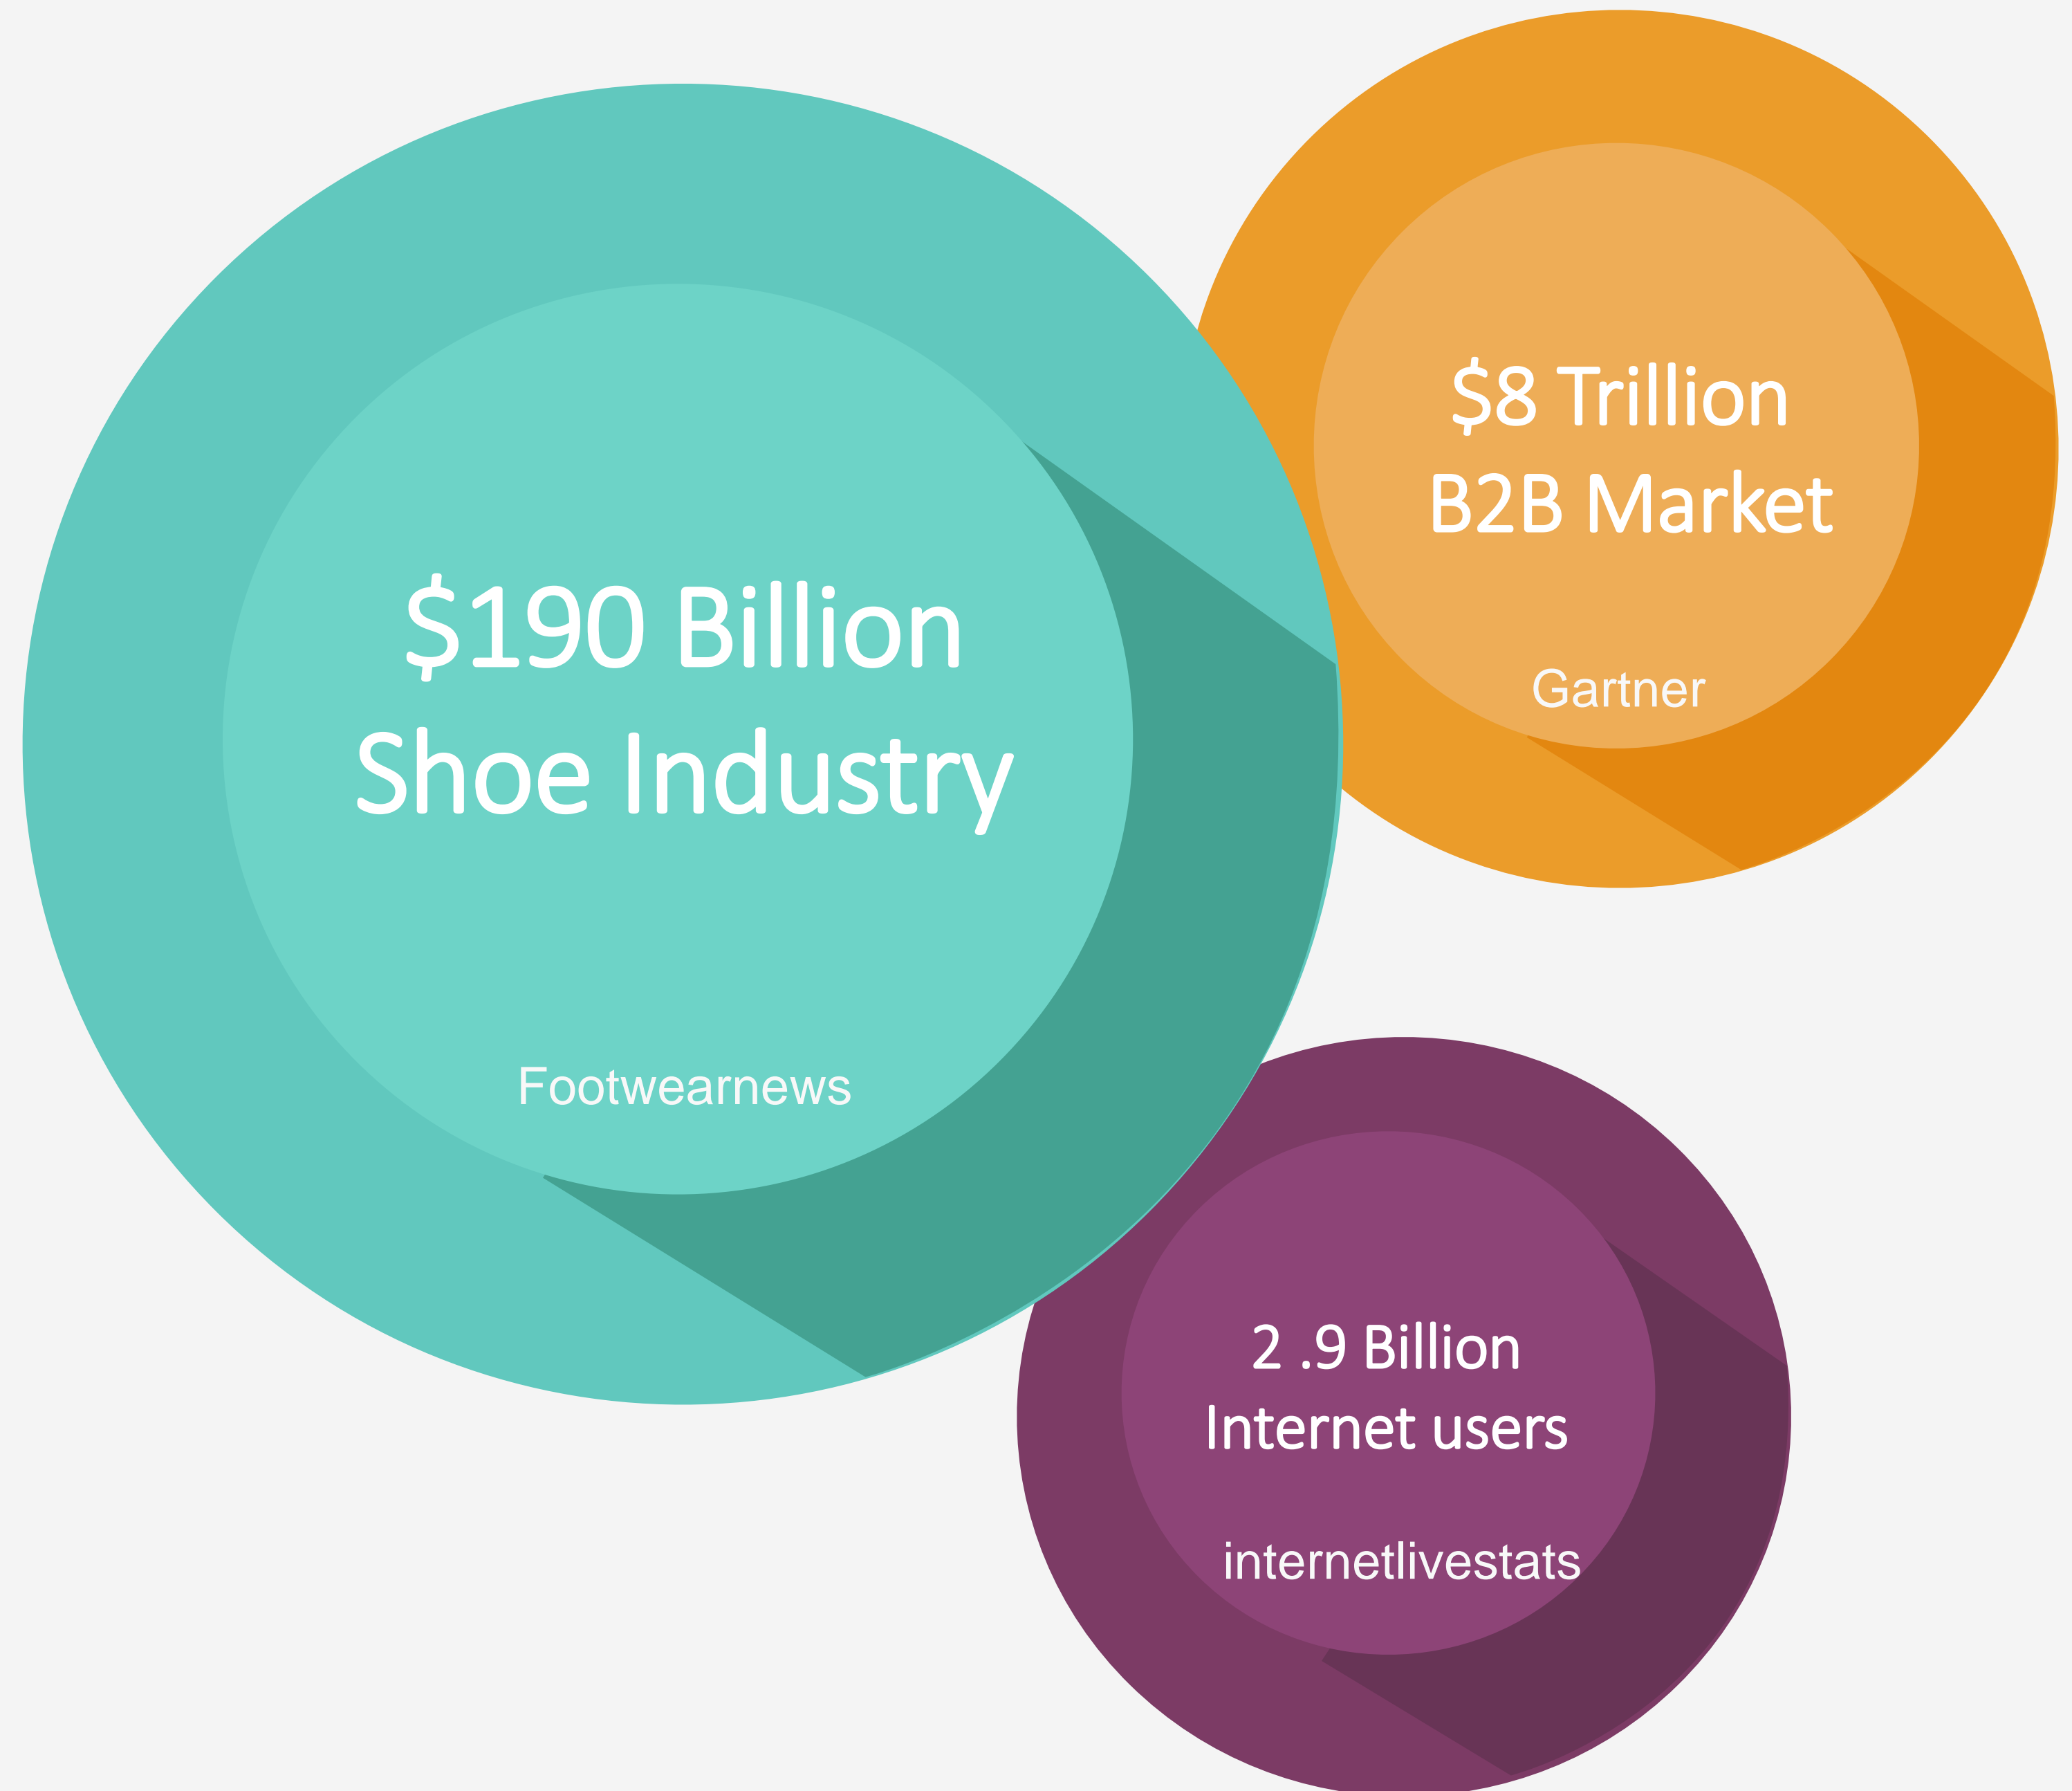 $190 Billion
Shoe Industry
Footwearnews
$8 Trillion
B2B Market
Gartner
2 .9 Billion
Internet users
internetlivestats